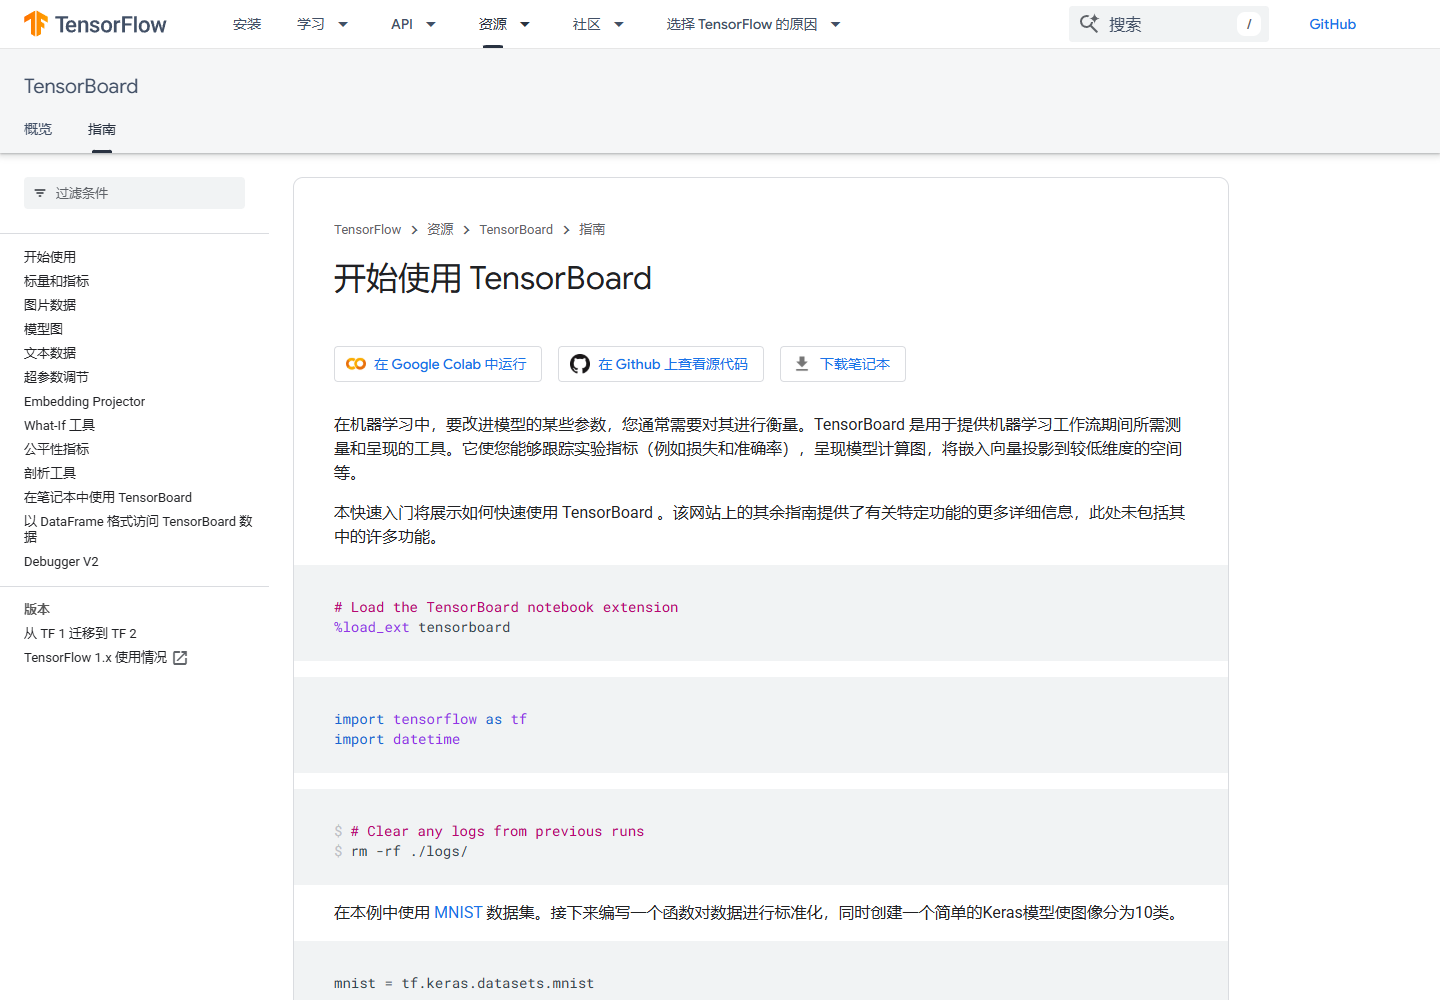 TensorFlow 安装 学习 API 资源 社区 选择 TensorFlow 的原因 搜索 / GitHub
TensorBoard
概览 指南
过滤条件
开始使用
标量和指标
图片数据
模型图
文本数据
超参数调节
Embedding Projector
What-If 工具
公平性指标
剖析工具
在笔记本中使用 TensorBoard
以 DataFrame 格式访问 TensorBoard 数
据
Debugger V2
版本
从 TF 1 迁移到 TF 2
TensorFlow 1.x 使用情况
TensorFlow 资源 TensorBoard 指南
开始使用 TensorBoard
在 Google Colab 中运行 在 Github 上查看源代码 下载笔记本
在机器学习中，要改进模型的某些参数，您通常需要对其进行衡量。TensorBoard 是用于提供机器学习工作流期间所需测
量和呈现的工具。它使您能够跟踪实验指标（例如损失和准确率），呈现模型计算图，将嵌入向量投影到较低维度的空间
等。
本快速入门将展示如何快速使用 TensorBoard 。该网站上的其余指南提供了有关特定功能的更多详细信息，此处未包括其
中的许多功能。
# Load the TensorBoard notebook extension
%load_ext tensorboard
import tensorflow as tf
import datetime
$ # Clear any logs from previous runs
$ rm -rf ./logs/
在本例中使用 MNIST 数据集。接下来编写一个函数对数据进行标准化，同时创建一个简单的Keras模型使图像分为10类。
mnist = tf.keras.datasets.mnist